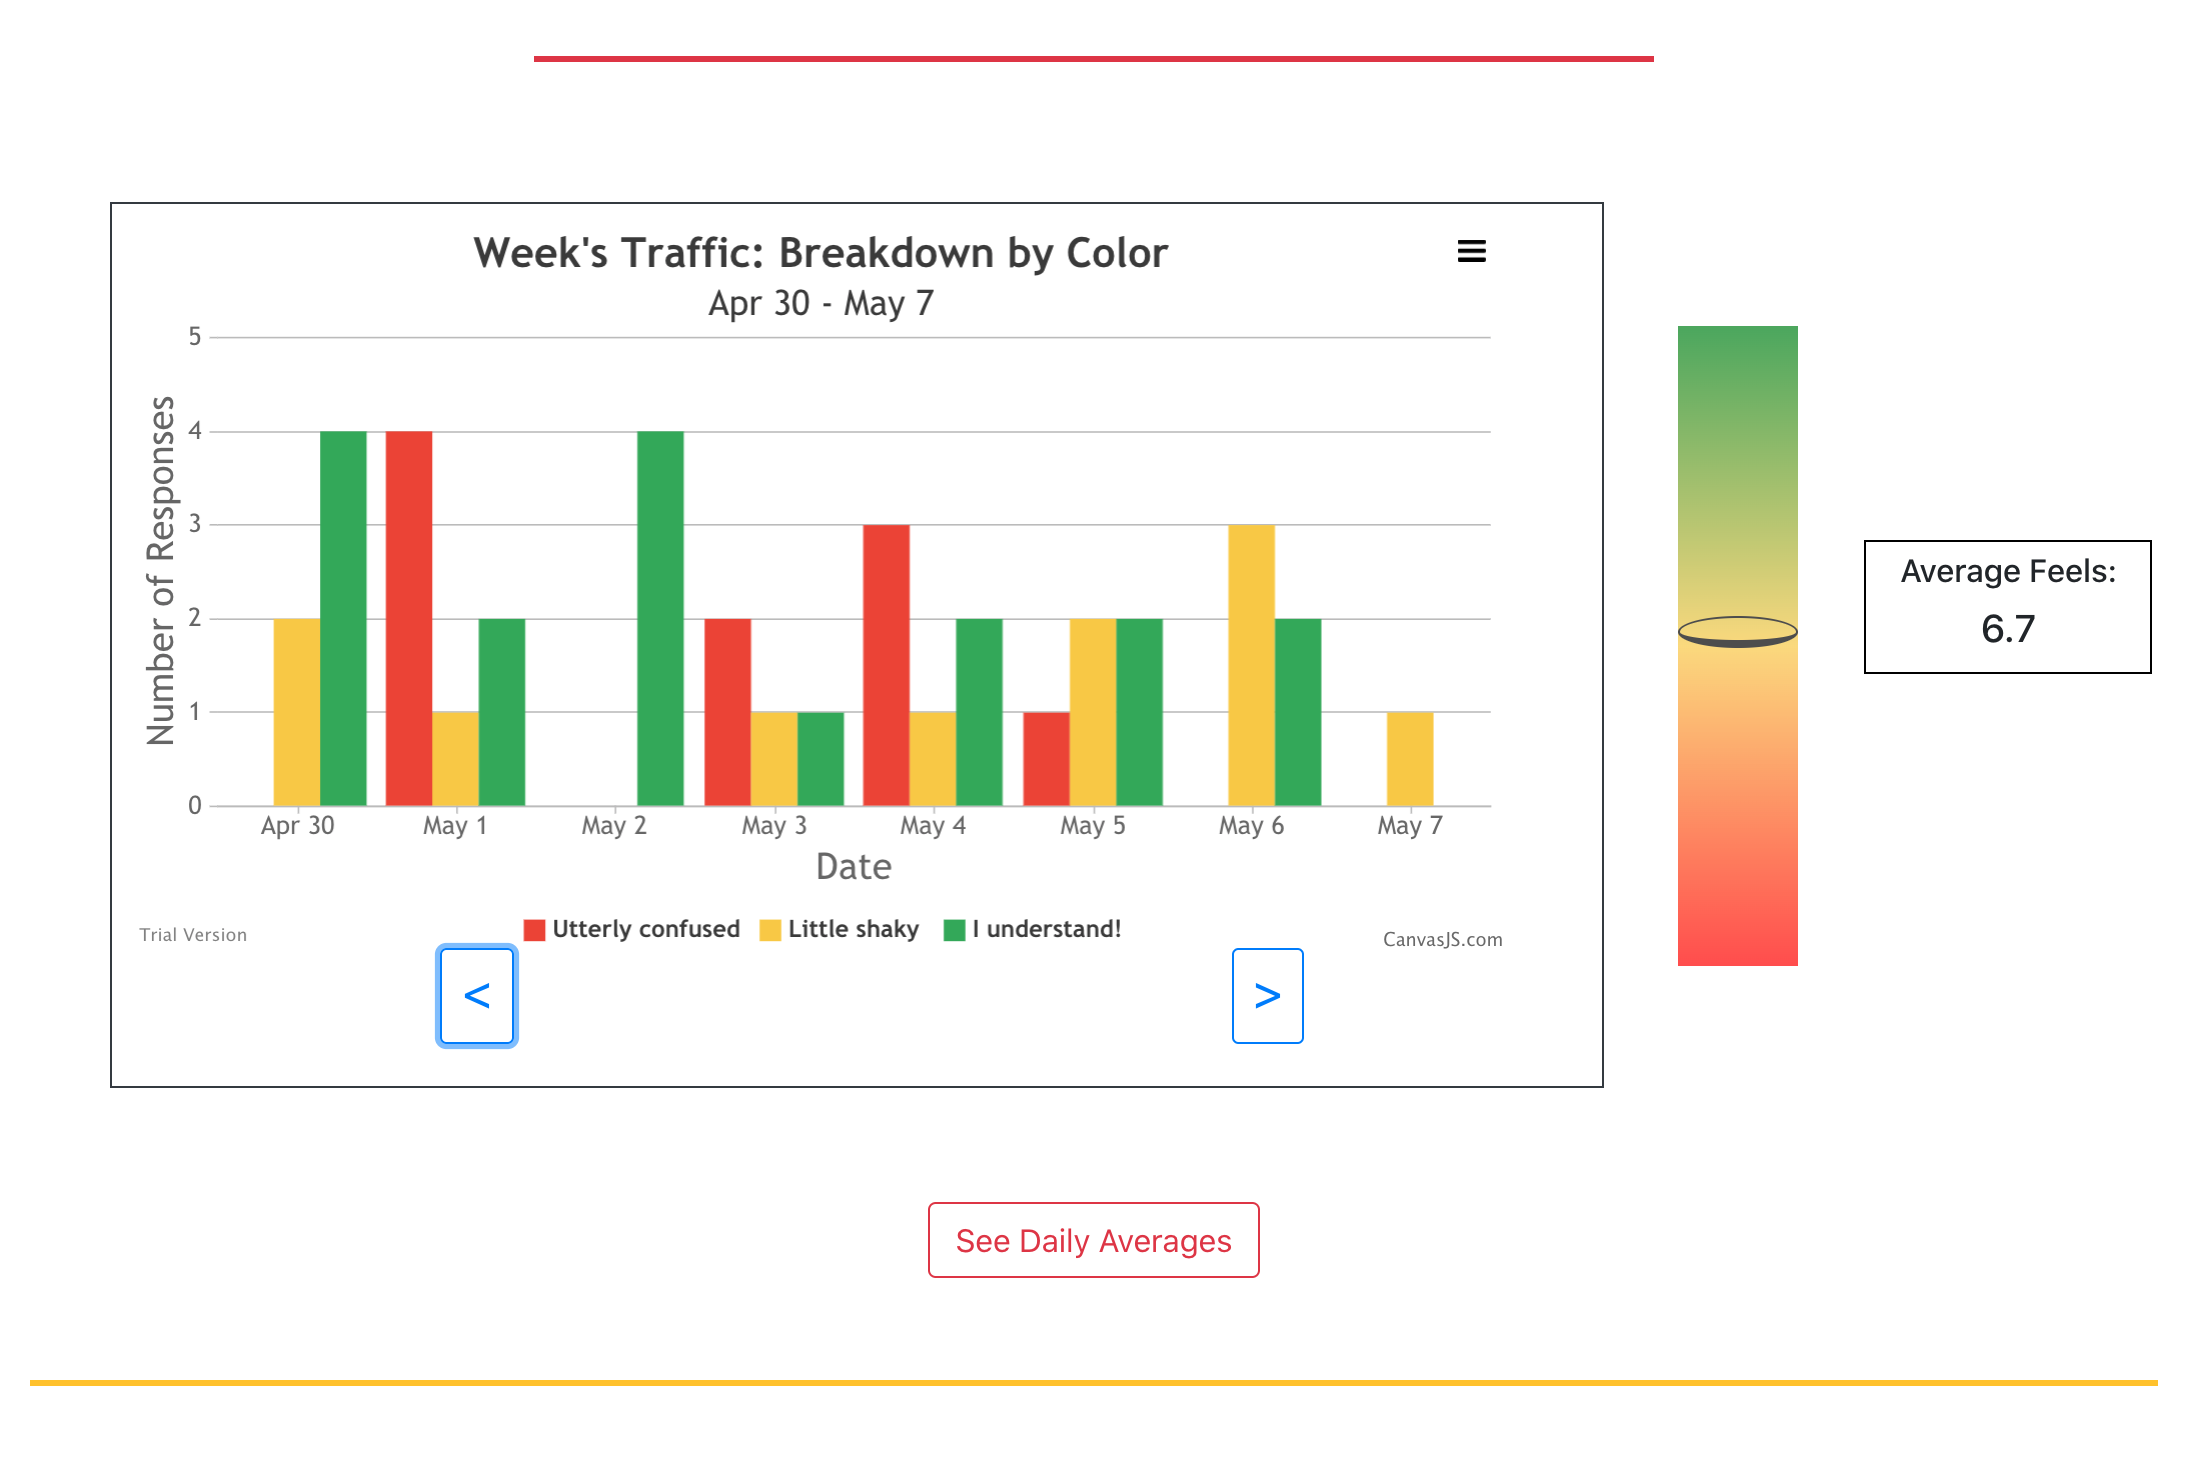 Week's Traffic: Breakdown by Color
Apr 30 - May 7
Number of Responses
5
4
3
2
1
0
Apr 30 May 1 May 2 May 3 May 4 May 5 May 6 May 7
Date
Utterly confused Little shaky I understand!
Trial Version
CanvasJS.com
< >
Average Feels:
6.7
See Daily Averages